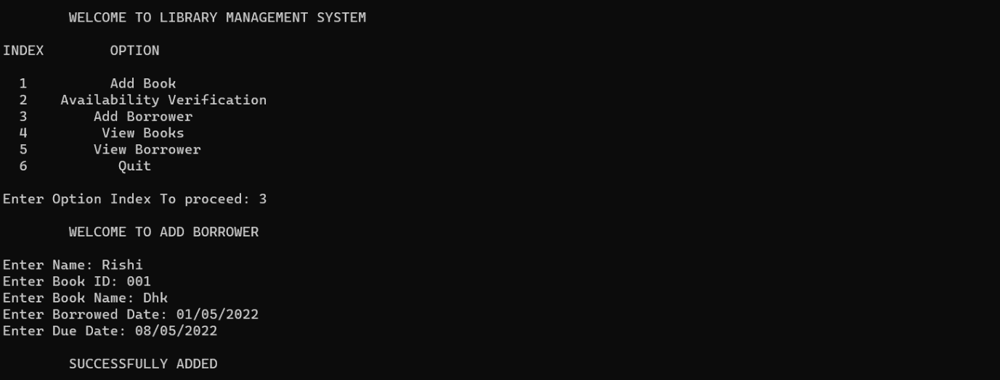 WELCOME TO LIBRARY MANAGEMENT SYSTEM
INDEX OPTION
1 Add Book
2 Availability Verification
3 Add Borrower
4 View Books
5 View Borrower
6 Quit
Enter Option Index To proceed: 3
WELCOME TO ADD BORROWER
Enter Name: Rishi
Enter Book ID: 001
Enter Book Name: Dhk
Enter Borrowed Date: 01/05/2022
Enter Due Date: 08/05/2022
SUCCESSFULLY ADDED